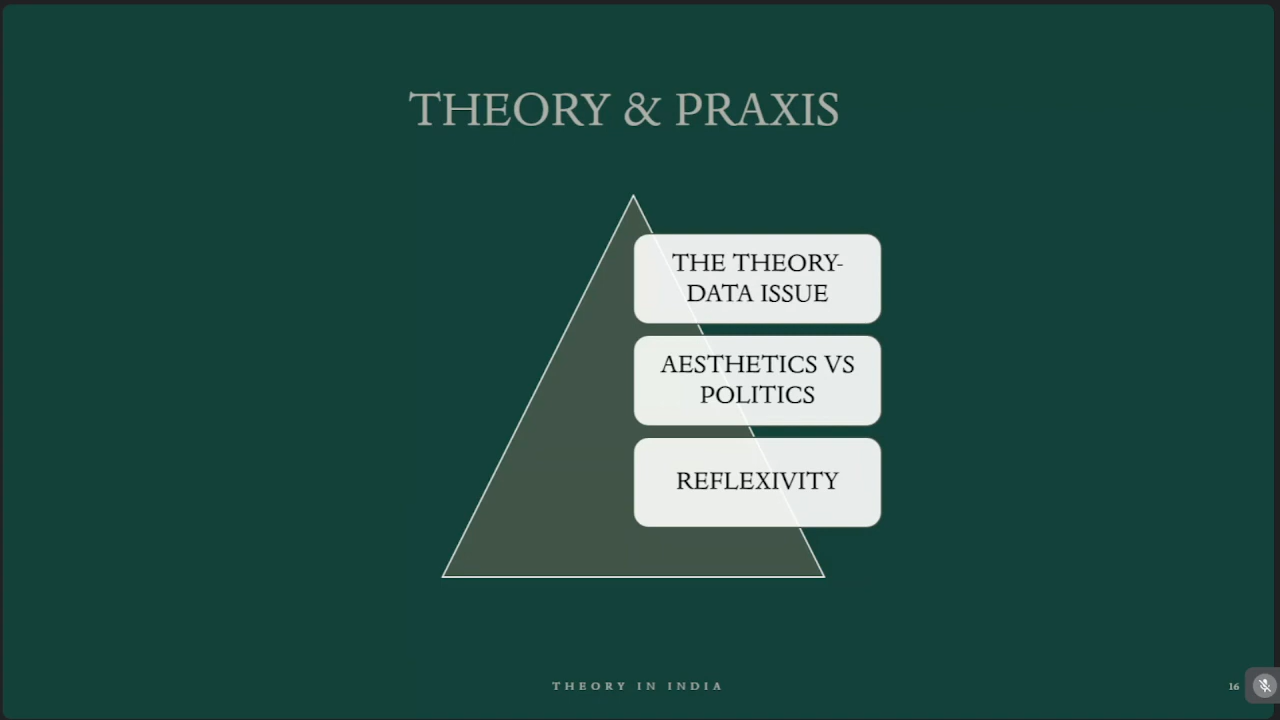 THEORY & PRAXIS
THE THEORY-
DATA ISSUE
AESTHETICS VS
POLITICS
REFLEXIVITY
THEORY IN INDIA
16